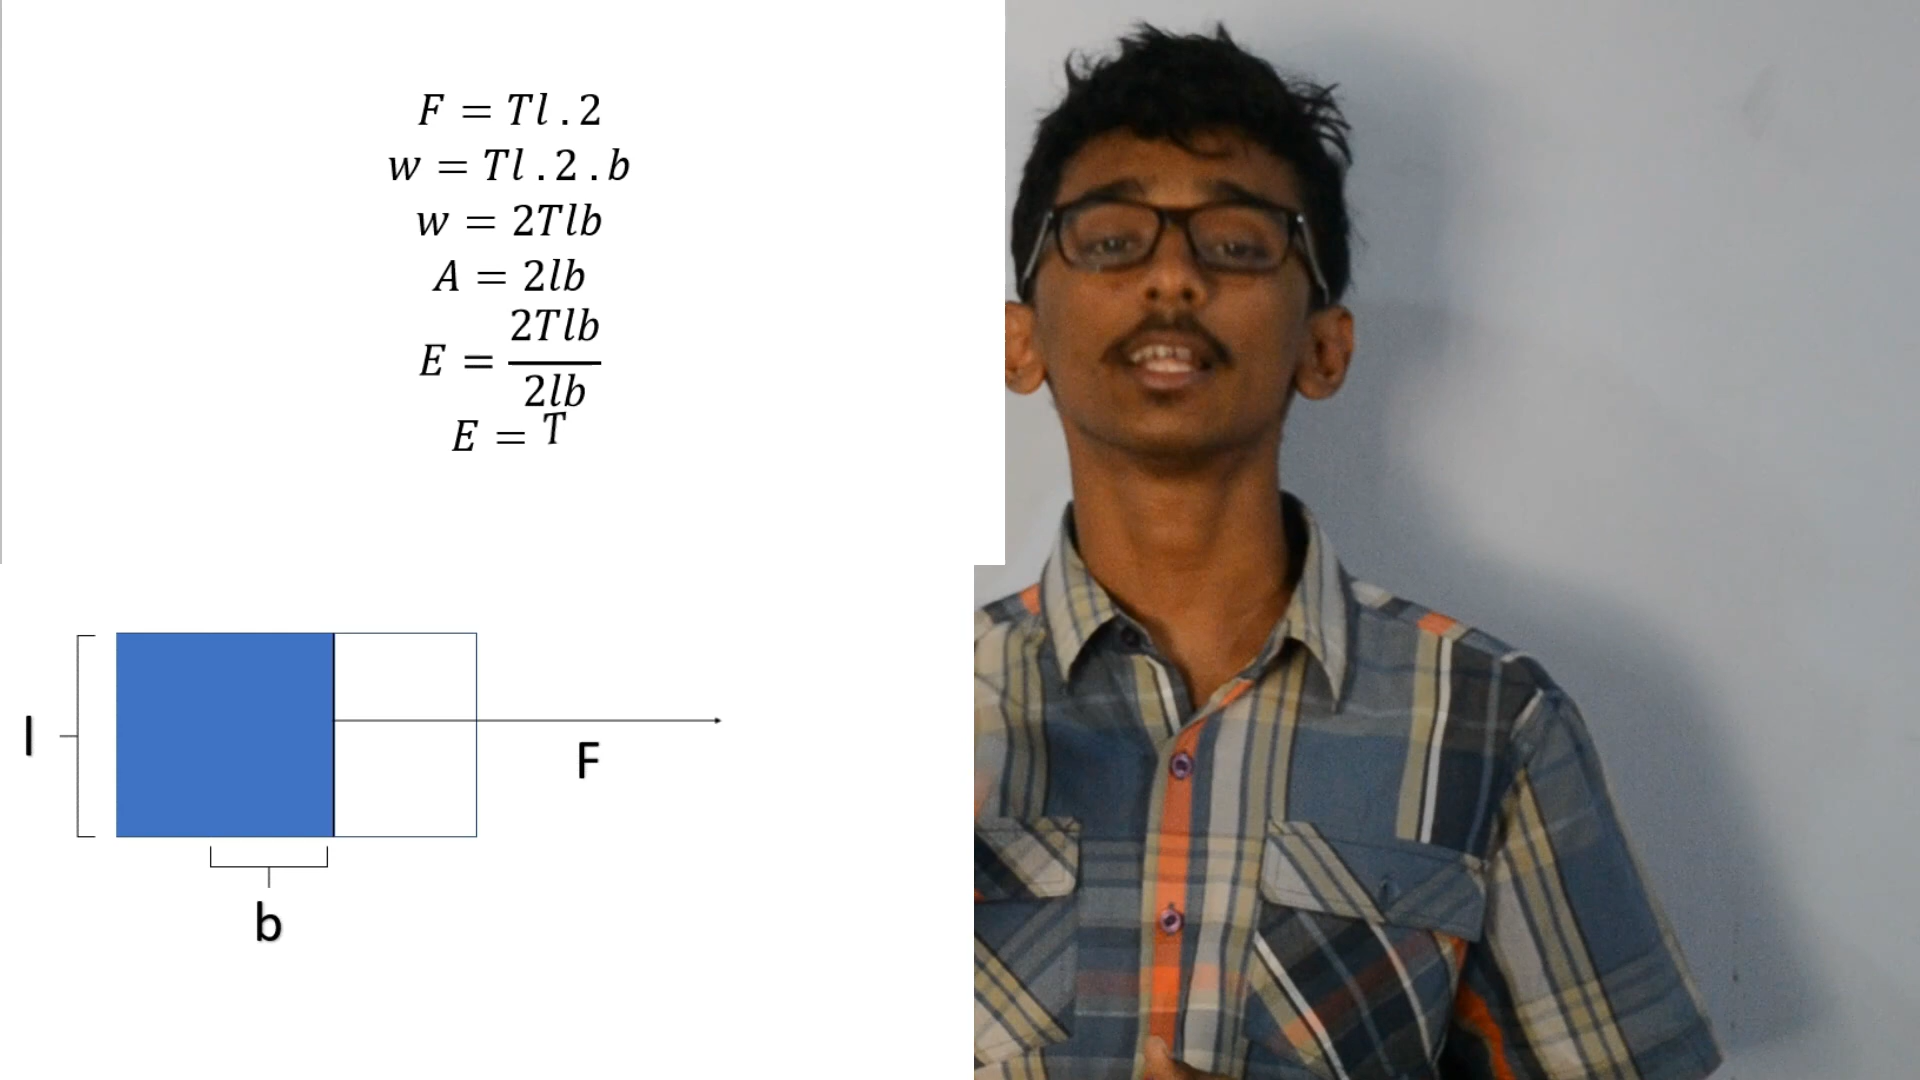 F = Tl . 2
w = Tl . 2 . b
w = 2Tlb
A = 2lb
E = 2Tlb / 2lb
E = T
l
F
b